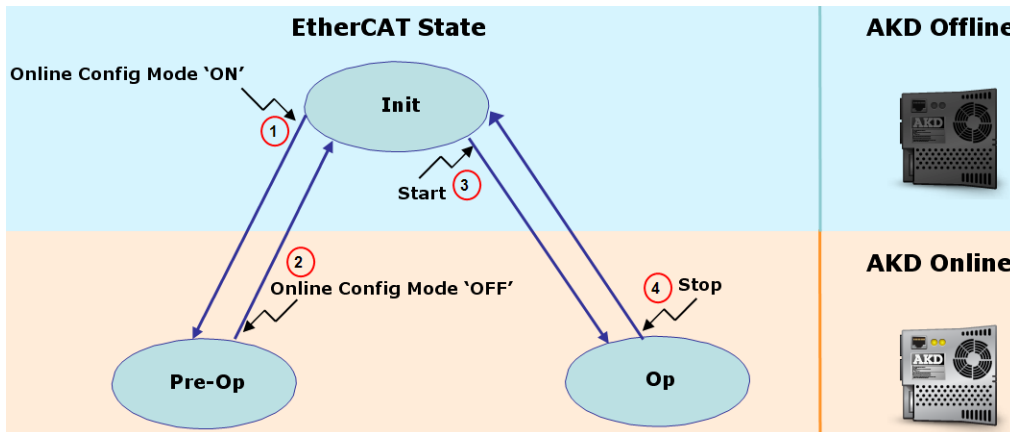 EtherCAT State
AKD Offline
Online Config Mode ‘ON’
Init
1
AKD
Start
3
2
AKD Online
Online Config Mode ‘OFF’
4
Stop
AKD
Pre-Op
Op